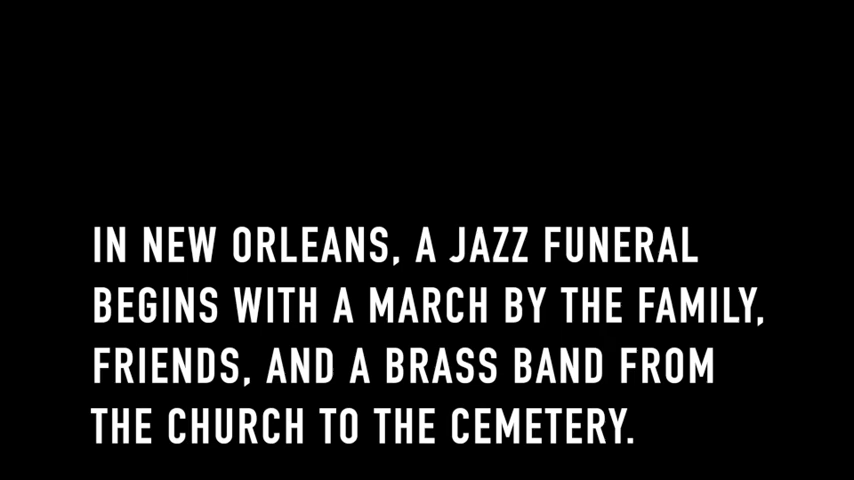 IN NEW ORLEANS, A JAZZ FUNERAL
BEGINS WITH A MARCH BY THE FAMILY,
FRIENDS, AND A BRASS BAND FROM
THE CHURCH TO THE CEMETERY.